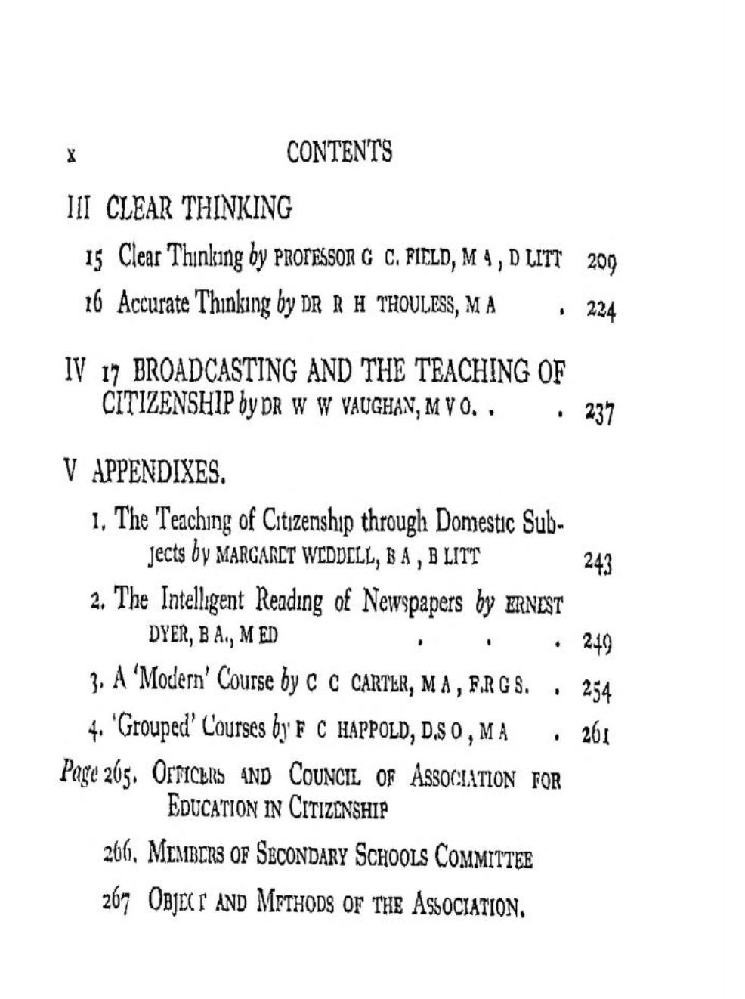 x CONTENTS
III CLEAR THINKING
15 Clear Thinking by PROFESSOR G C. FIELD, M A, D LITT 209
16 Accurate Thinking by DR R H THOULESS, M A . 224
IV 17 BROADCASTING AND THE TEACHING OF
CITIZENSHIP by DR W W VAUGHAN, M V O. . . 237
V APPENDIXES.
1. The Teaching of Citizenship through Domestic Sub-
jects by MARGARET WEDDELL, B A, B LITT 243
2. The Intelligent Reading of Newspapers by ERNEST
DYER, B A., M ED . . . 249
3. A 'Modern' Course by C C CARTER, M A, F.R G S. . 254
4. 'Grouped' Courses by F C HAPPOLD, D.S O, M A . 261
Page 265. OFFICERS AND COUNCIL OF ASSOCIATION FOR
EDUCATION IN CITIZENSHIP
266. MEMBERS OF SECONDARY SCHOOLS COMMITTEE
267 OBJECT AND METHODS OF THE ASSOCIATION.